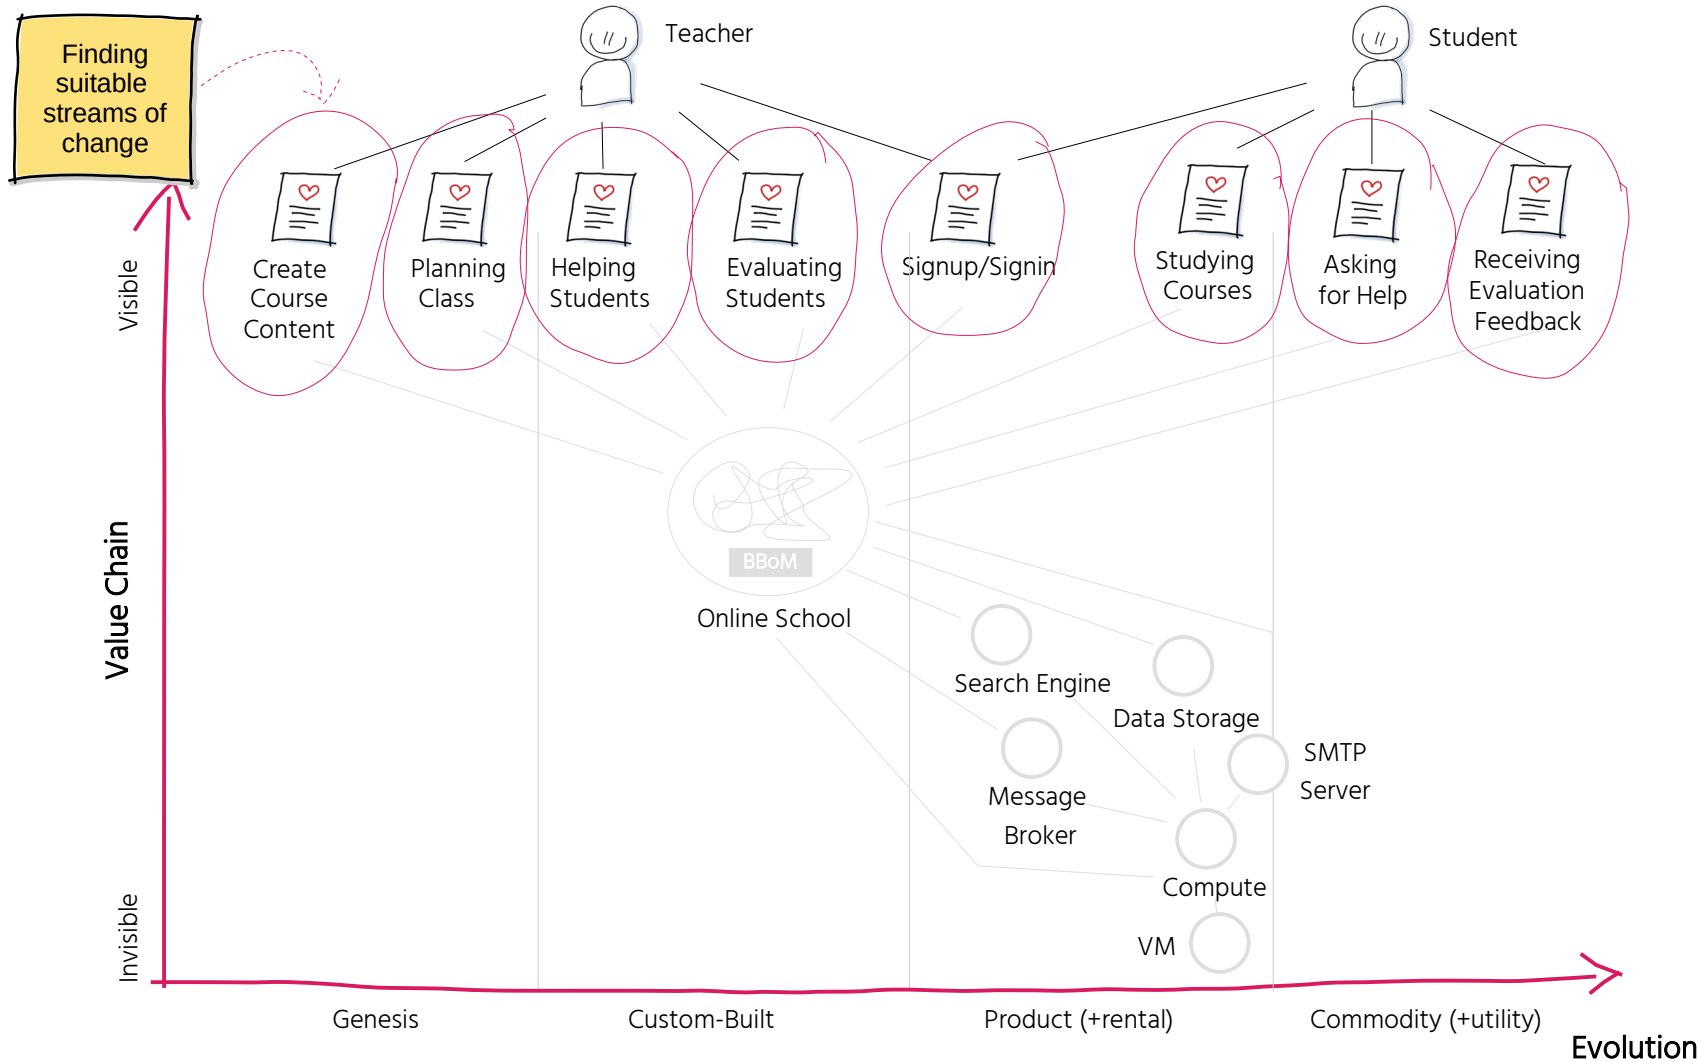 Finding
suitable
streams of
change
Teacher
Student
Create
Course
Content
Planning
Class
Helping
Students
Evaluating
Students
Signup/Signin
Studying
Courses
Asking
for Help
Receiving
Evaluation
Feedback
Visible
Value Chain
Invisible
BBoM
Online School
Search Engine
Data Storage
SMTP
Server
Message
Broker
Compute
VM
Genesis
Custom-Built
Product (+rental)
Commodity (+utility)
Evolution